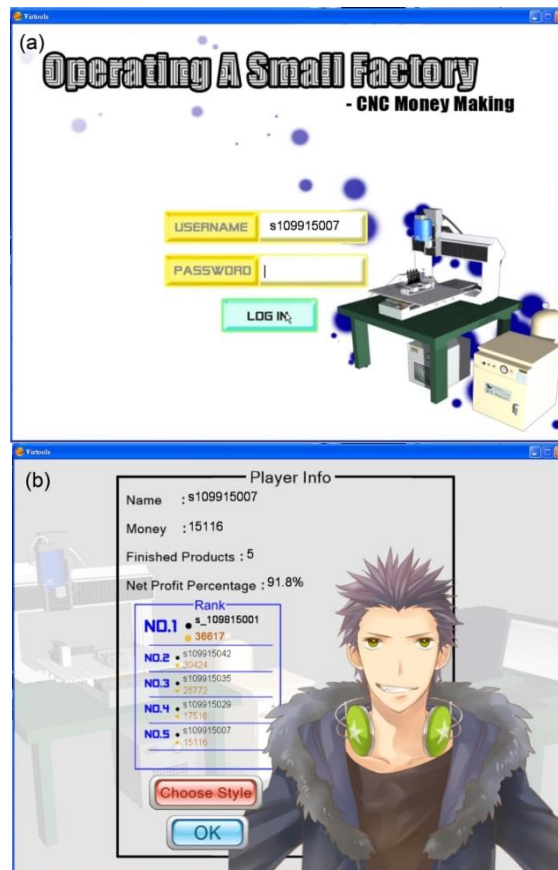 Virtools
(a)
Operating A Small Factory
- CNC Money Making
USERNAME s109915007
PASSWORD
LOG IN
Virtools
(b)
Player Info
Name : s109915007
Money : 15116
Finished Products : 5
Net Profit Percentage : 91.8%
Rank
NO.1 s_109815001
36617
NO.2 s109915042
30424
NO.3 s109915035
25772
NO.4 s109915029
17516
NO.5 s109915007
15116
Choose Style
OK